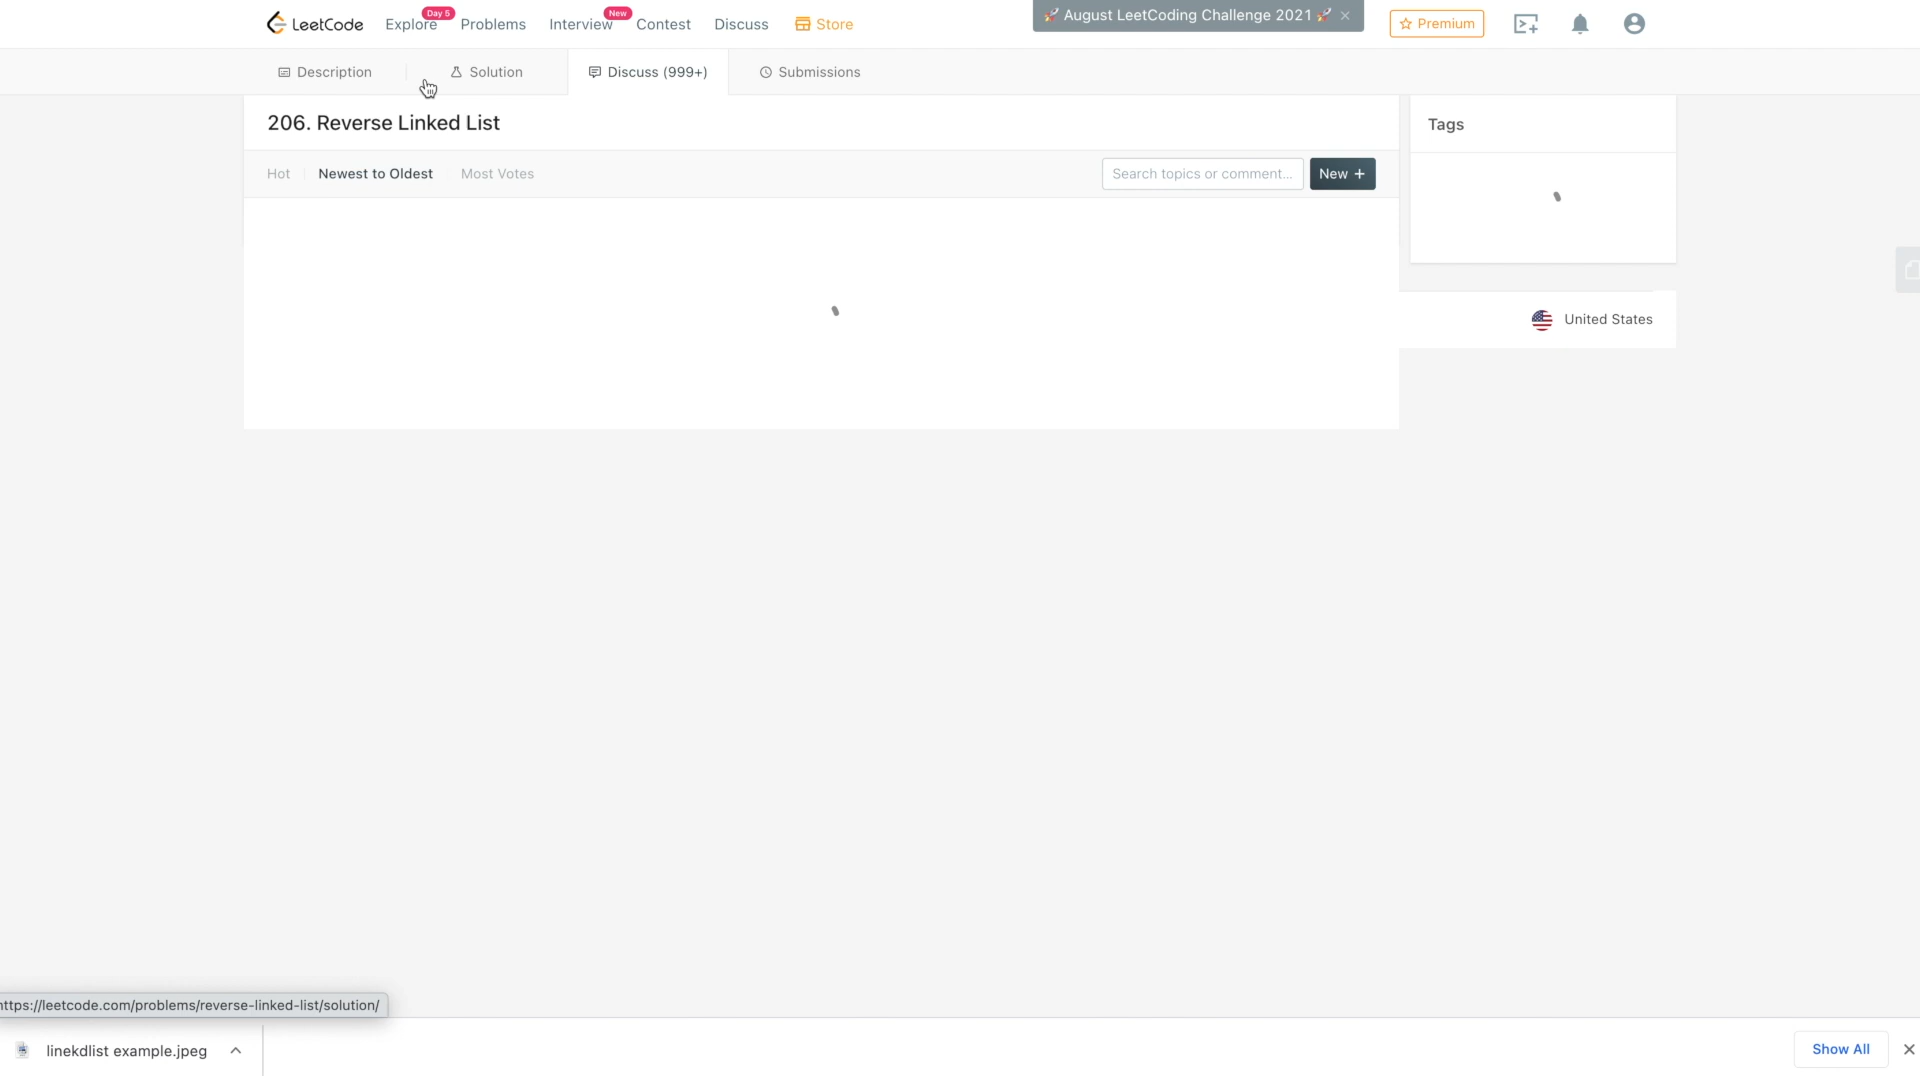 LeetCode
Explore
Day 5
Problems
Interview
New
Contest
Discuss
Store
🚀 August LeetCoding Challenge 2021 🚀 ×
Premium
Description
Solution
Discuss (999+)
Submissions
206. Reverse Linked List
Tags
Hot
Newest to Oldest
Most Votes
Search topics or comment...
New +
United States
ttps://leetcode.com/problems/reverse-linked-list/solution/
linekdlist example.jpeg
Show All